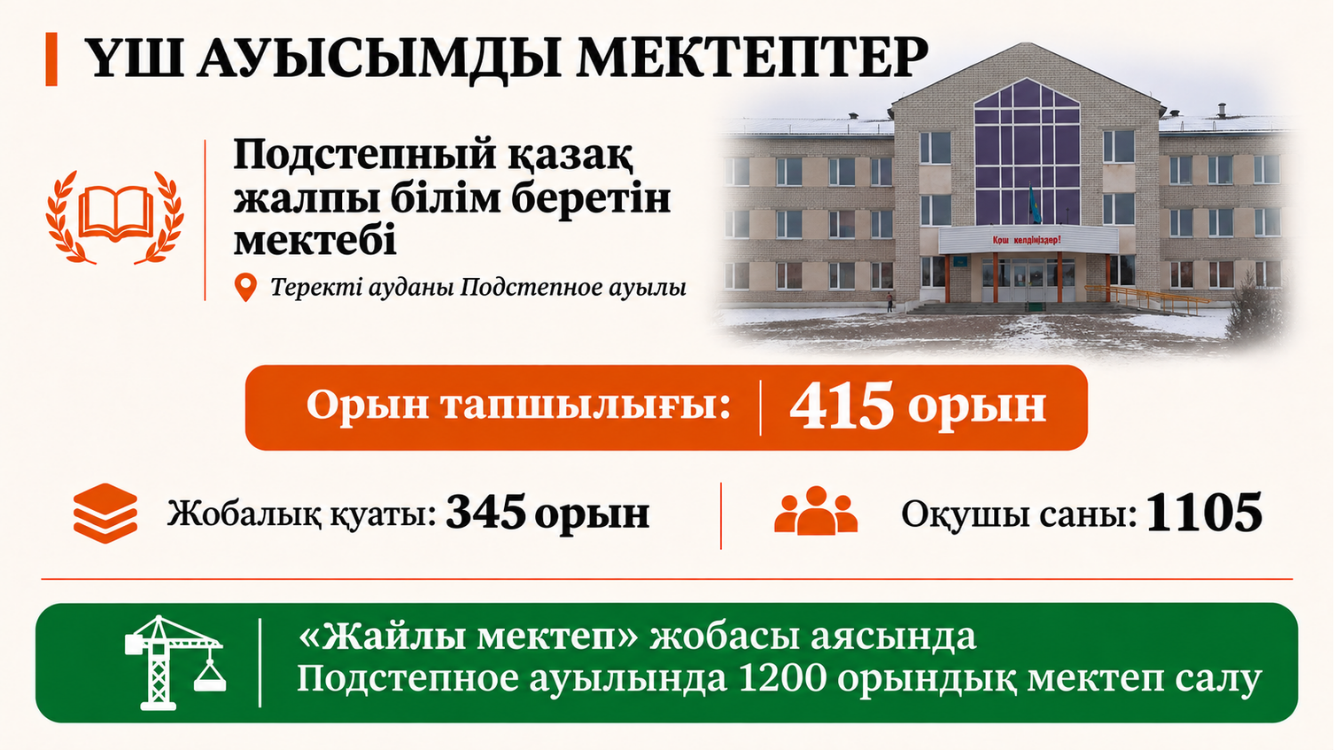 ҮШ АУЫСЫМДЫ МЕКТЕПТЕР
Подстепный қазақ
жалпы білім беретін
мектебі
Теректі ауданы Подстепное ауылы
Қош келдіңіздер!
Орын тапшылығы: 415 орын
Жобалық қуаты: 345 орын
Оқушы саны: 1105
«Жайлы мектеп» жобасы аясында
Подстепное ауылында 1200 орындық мектеп салу